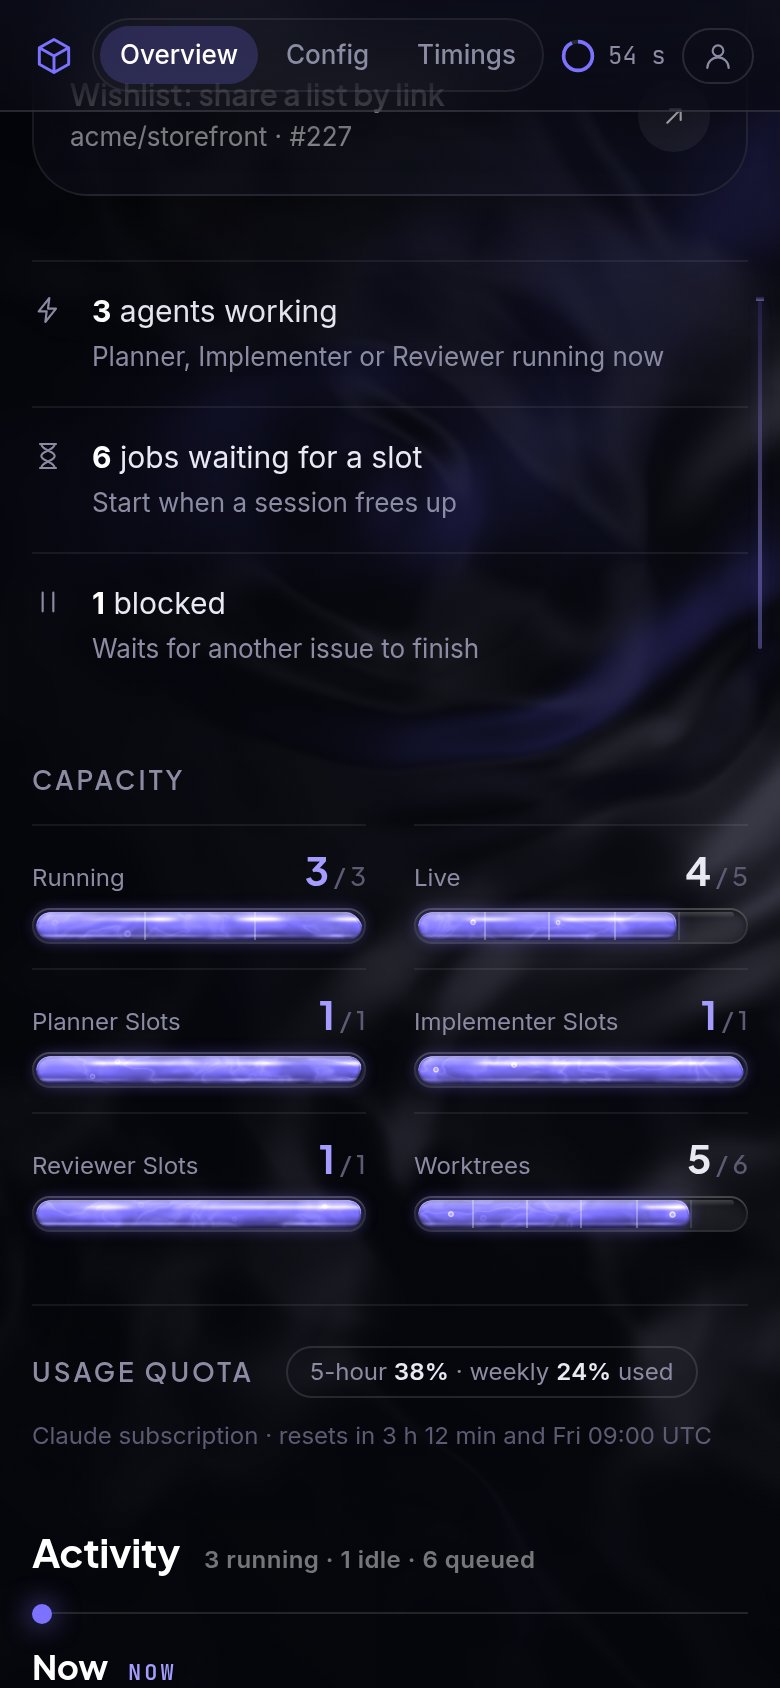 Overview Config Timings 54 s
Wishlist: share a list by link
acme/storefront · #227
3 agents working
Planner, Implementer or Reviewer running now
6 jobs waiting for a slot
Start when a session frees up
1 blocked
Waits for another issue to finish
CAPACITY
Running 3/3
Live 4/5
Planner Slots 1/1
Implementer Slots 1/1
Reviewer Slots 1/1
Worktrees 5/6
USAGE QUOTA 5-hour 38% · weekly 24% used
Claude subscription · resets in 3 h 12 min and Fri 09:00 UTC
Activity 3 running · 1 idle · 6 queued
Now NOW